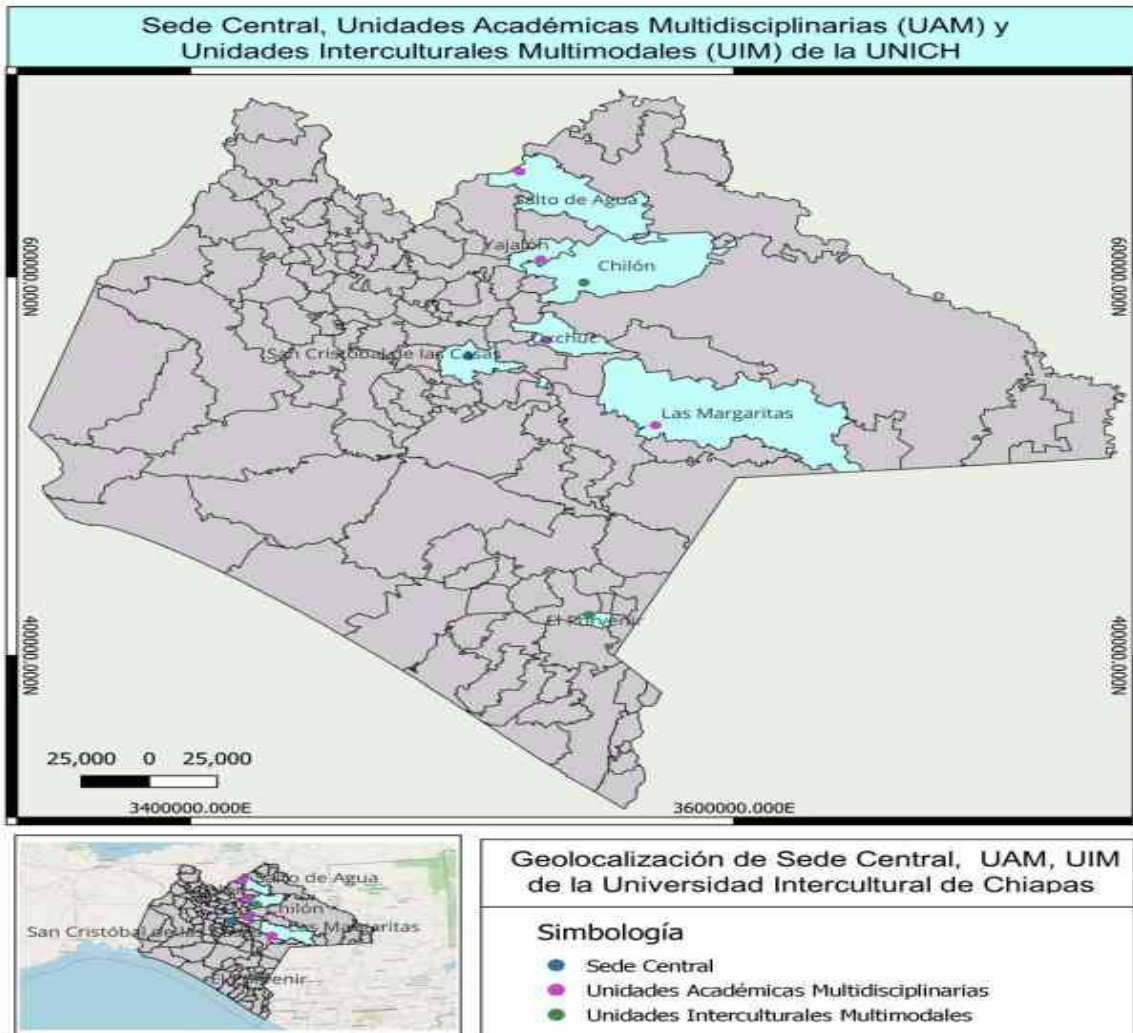 Sede Central, Unidades Académicas Multidisciplinarias (UAM) y
Unidades Interculturales Multimodales (UIM) de la UNICH
Salto de Agua
Yajalón
Chilón
Oxchuc
San Cristóbal de las Casas
Las Margaritas
El Porvenir
600000.000N
600000.000N
400000.000N
400000.000N
25,000 0 25,000
3400000.000E
3600000.000E
Salto de Agua
Chilón
San Cristóbal de las
Las Margaritas
El Porvenir
Geolocalización de Sede Central, UAM, UIM
de la Universidad Intercultural de Chiapas
Simbología
Sede Central
Unidades Académicas Multidisciplinarias
Unidades Interculturales Multimodales